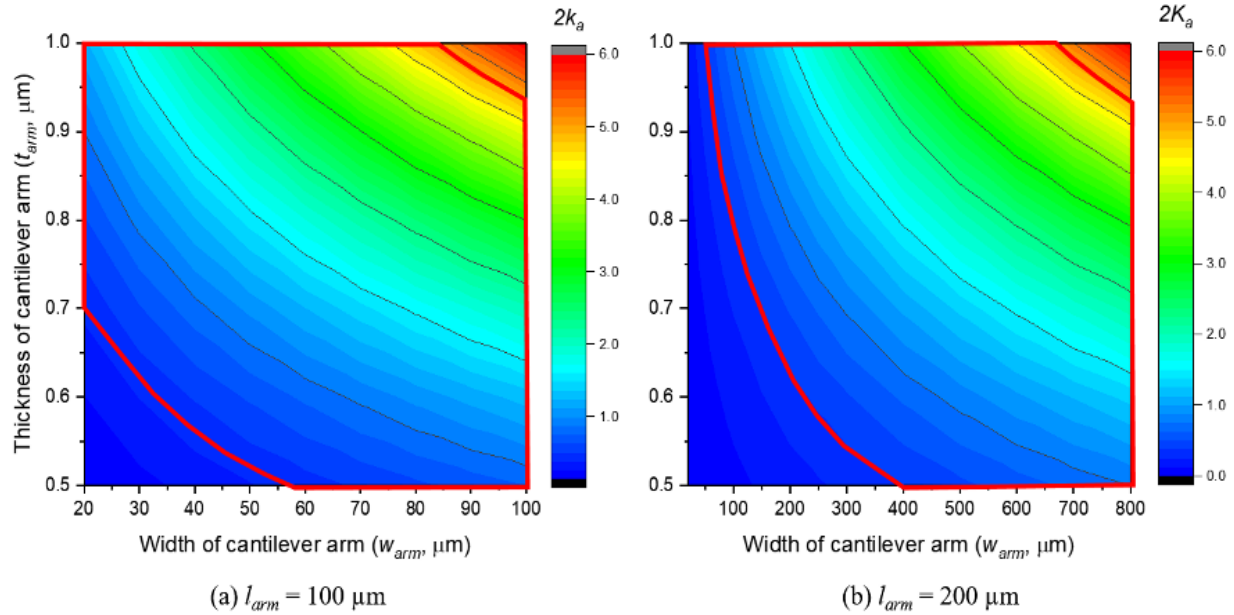 2kₐ
1.0
0.9
0.8
0.7
0.6
0.5
Thickness of cantilever arm (t_arm, μm)
20 30 40 50 60 70 80 90 100
Width of cantilever arm (w_arm, μm)
6.0
5.0
4.0
3.0
2.0
1.0
(a) l_arm = 100 μm
2Kₐ
1.0
0.9
0.8
0.7
0.6
0.5
100 200 300 400 500 600 700 800
Width of cantilever arm (w_arm, μm)
6.0
5.0
4.0
3.0
2.0
1.0
0.0
(b) l_arm = 200 μm